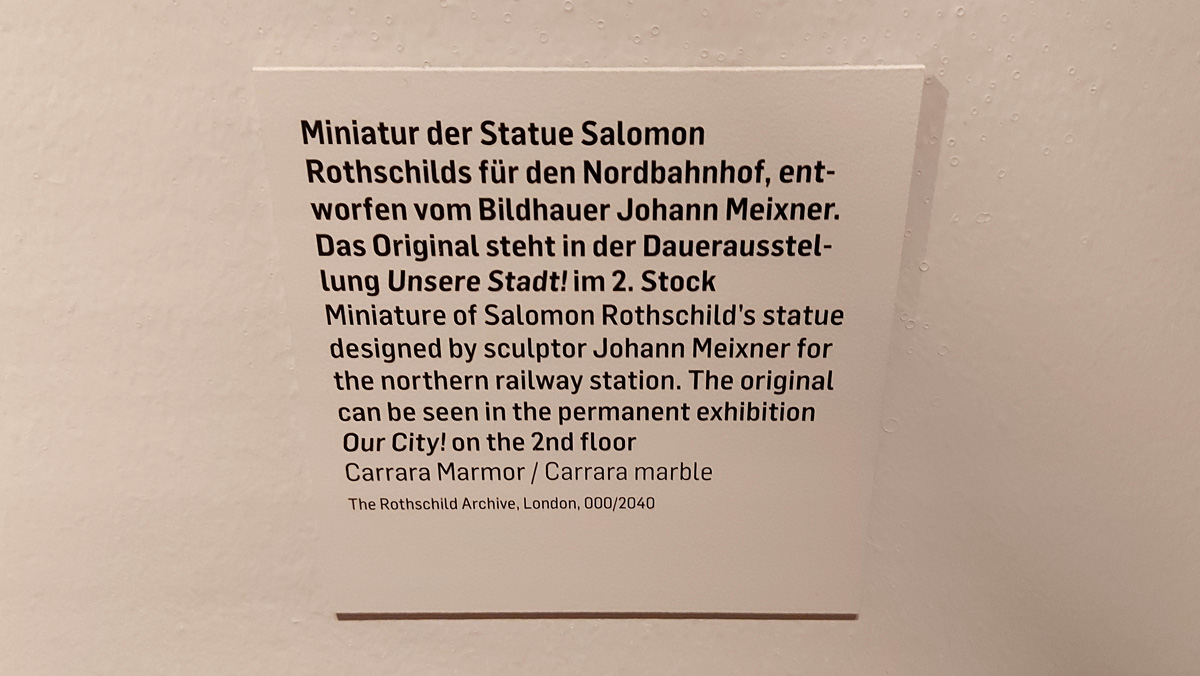 Miniatur der Statue Salomon
Rothschilds für den Nordbahnhof, ent-
worfen vom Bildhauer Johann Meixner.
Das Original steht in der Dauerausstel-
lung Unsere Stadt! im 2. Stock
Miniature of Salomon Rothschild's statue
designed by sculptor Johann Meixner for
the northern railway station. The original
can be seen in the permanent exhibition
Our City! on the 2nd floor
Carrara Marmor / Carrara marble
The Rothschild Archive, London, 000/2040